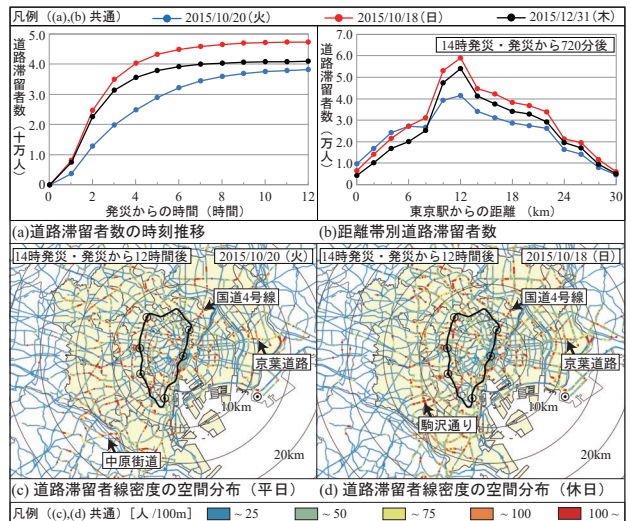 凡例 ((a),(b) 共通) 2015/10/20(火) 2015/10/18(日) 2015/12/31(木)
道路滞留者数(十万人)
5.0
4.0
3.0
2.0
1.0
0.0
0 2 4 6 8 10 12
発災からの時間 (時間)
(a)道路滞留者数の時刻推移
道路滞留者数(万人)
14時発災・発災から720分後
7.0
6.0
5.0
4.0
3.0
2.0
1.0
0.0
0 6 12 18 24 30
東京駅からの距離 (km)
(b)距離帯別道路滞留者数
14時発災・発災から12時間後 2015/10/20(火)
国道4号線
京葉道路
10km
20km
中原街道
(c) 道路滞留者線密度の空間分布 (平日)
14時発災・発災から12時間後 2015/10/18(日)
国道4号線
京葉道路
10km
駒沢通り
20km
(d) 道路滞留者線密度の空間分布 (休日)
凡例 ((c),(d) 共通) [人/100m] ~25 ~50 ~75 ~100 100~